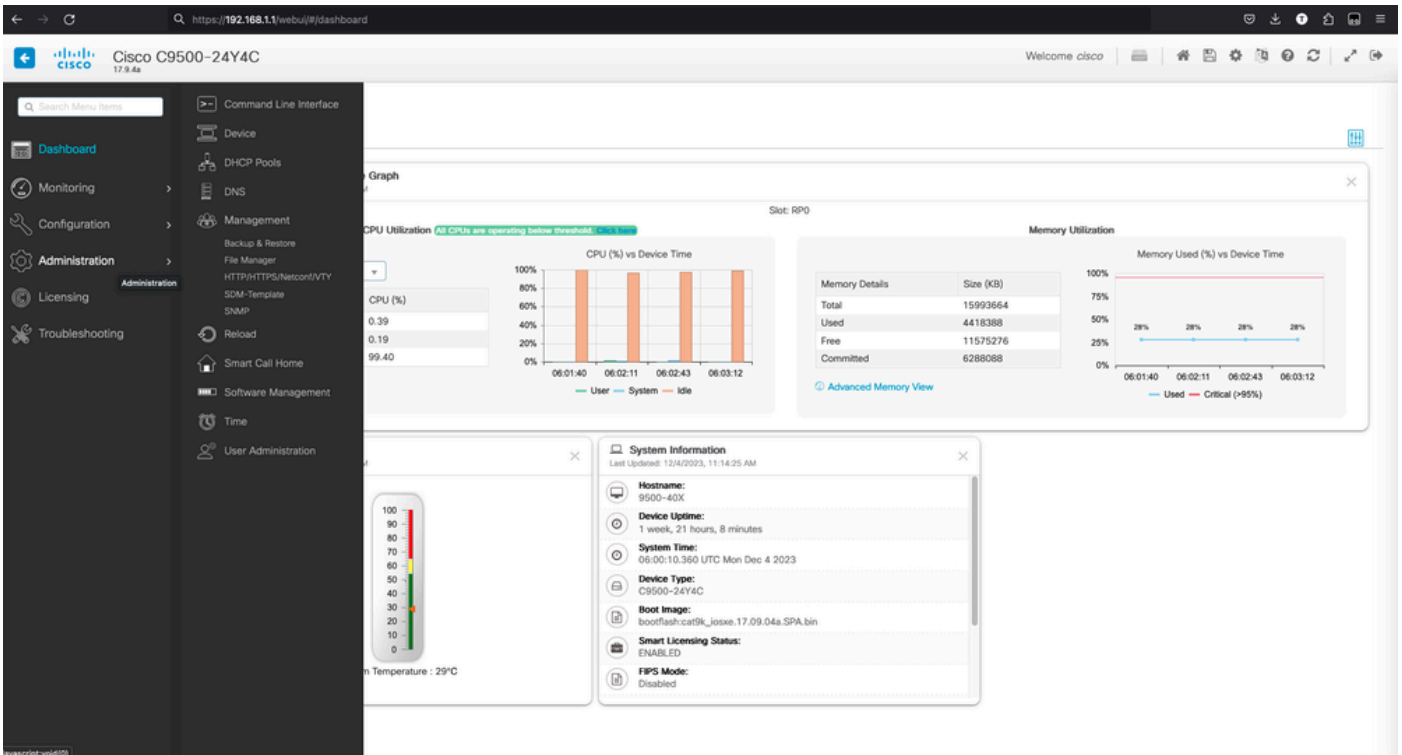 https://192.168.1.1/webui/#/dashboard
cisco
Cisco C9500-24Y4C
17.9.4a
Welcome cisco
Search Menu Items
Dashboard
Monitoring
Configuration
Administration
Administration
Licensing
Troubleshooting
Command Line Interface
Device
DHCP Pools
DNS
Management
Backup & Restore
File Manager
HTTP/HTTPS/Netconf/VTY
SDM-Template
SNMP
Reload
Smart Call Home
Software Management
Time
User Administration
Graph
Slot: RP0
CPU Utilization All CPUs are operating below threshold. Click here
CPU (%) vs Device Time
CPU (%)
0.39
0.19
99.40
100%
80%
60%
40%
20%
0%
06:01:40 06:02:11 06:02:43 06:03:12
User System Idle
Memory Utilization
Memory Details Size (KB)
Total 15993664
Used 4418388
Free 11575276
Committed 6288088
Advanced Memory View
Memory Used (%) vs Device Time
100%
75%
50%
25%
0%
28% 28% 28% 28%
06:01:40 06:02:11 06:02:43 06:03:12
Used Critical (>95%)
100
90
80
70
60
50
40
30
20
10
0
Temperature : 29°C
System Information
Last Updated: 12/4/2023, 11:14:25 AM
Hostname:
9500-40X
Device Uptime:
1 week, 21 hours, 8 minutes
System Time:
06:00:10.360 UTC Mon Dec 4 2023
Device Type:
C9500-24Y4C
Boot Image:
bootflash:cat9k_iosxe.17.09.04a.SPA.bin
Smart Licensing Status:
ENABLED
FIPS Mode:
Disabled